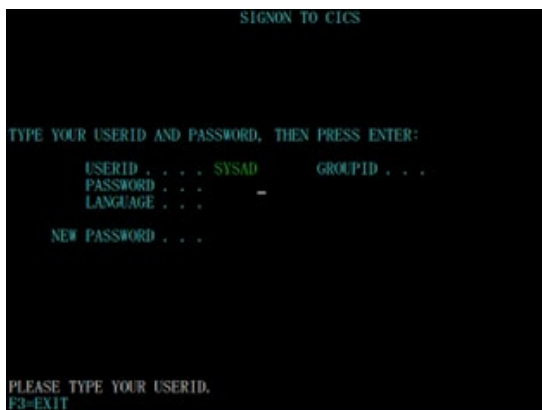 SIGNON TO CICS
TYPE YOUR USERID AND PASSWORD, THEN PRESS ENTER:
USERID . . . . SYSAD GROUPID . . .
PASSWORD . . .
LANGUAGE . . .
NEW PASSWORD . . .
PLEASE TYPE YOUR USERID.
F3=EXIT